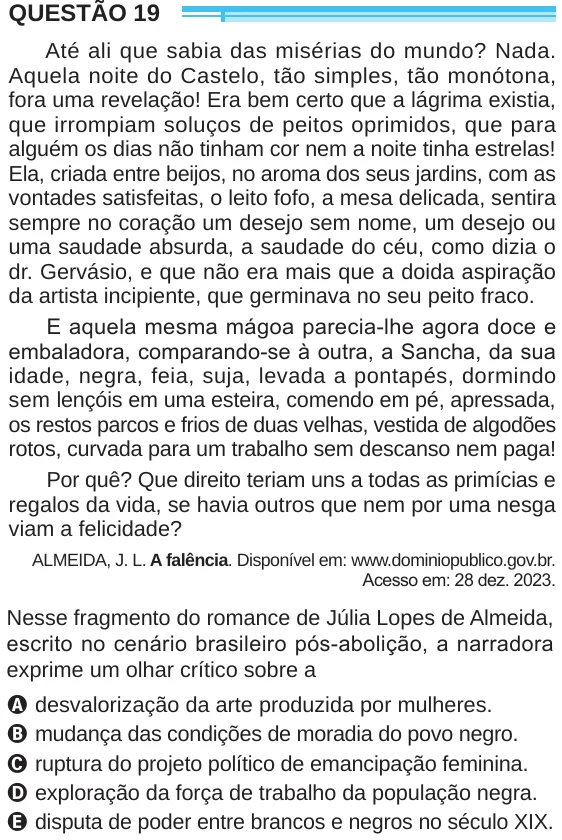 QUESTÃO 19
Até ali que sabia das misérias do mundo? Nada.
Aquela noite do Castelo, tão simples, tão monótona,
fora uma revelação! Era bem certo que a lágrima existia,
que irrompiam soluços de peitos oprimidos, que para
alguém os dias não tinham cor nem a noite tinha estrelas!
Ela, criada entre beijos, no aroma dos seus jardins, com as
vontades satisfeitas, o leito fofo, a mesa delicada, sentira
sempre no coração um desejo sem nome, um desejo ou
uma saudade absurda, a saudade do céu, como dizia o
dr. Gervásio, e que não era mais que a doida aspiração
da artista incipiente, que germinava no seu peito fraco.
E aquela mesma mágoa parecia-lhe agora doce e
embaladora, comparando-se à outra, a Sancha, da sua
idade, negra, feia, suja, levada a pontapés, dormindo
sem lençóis em uma esteira, comendo em pé, apressada,
os restos parcos e frios de duas velhas, vestida de algodões
rotos, curvada para um trabalho sem descanso nem paga!
Por quê? Que direito teriam uns a todas as primícias e
regalos da vida, se havia outros que nem por uma nesga
viam a felicidade?
ALMEIDA, J. L. A falência. Disponível em: www.dominiopublico.gov.br.
Acesso em: 28 dez. 2023.
Nesse fragmento do romance de Júlia Lopes de Almeida,
escrito no cenário brasileiro pós-abolição, a narradora
exprime um olhar crítico sobre a
A desvalorização da arte produzida por mulheres.
B mudança das condições de moradia do povo negro.
C ruptura do projeto político de emancipação feminina.
D exploração da força de trabalho da população negra.
E disputa de poder entre brancos e negros no século XIX.